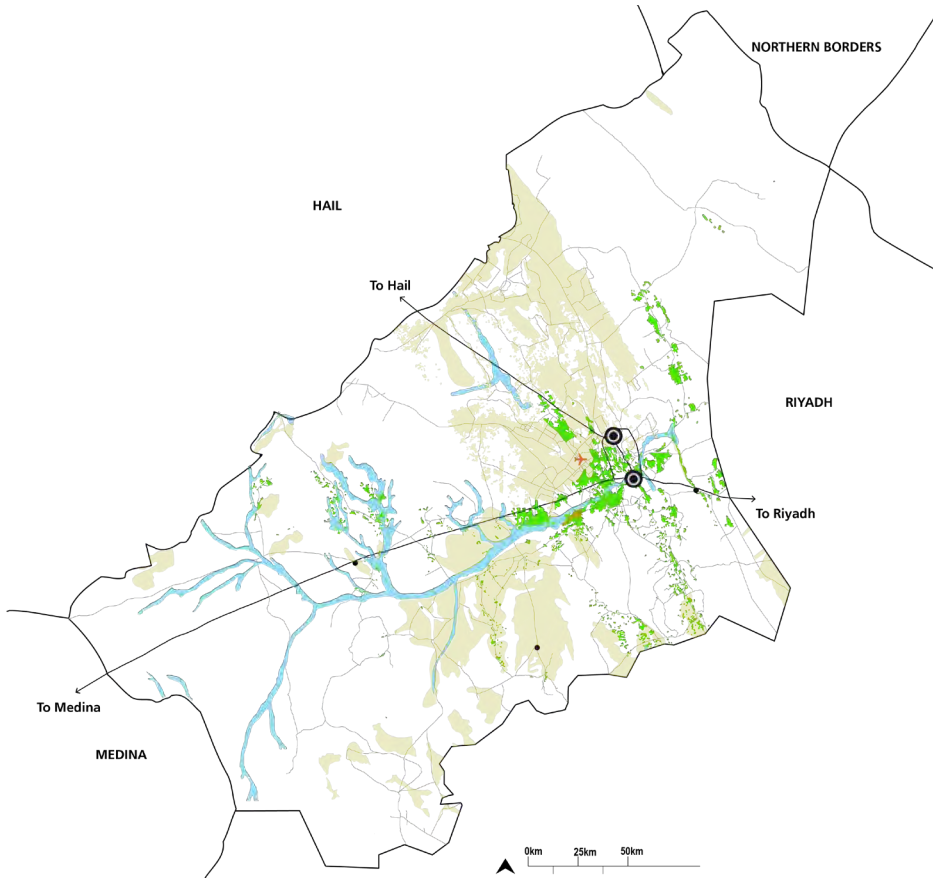 NORTHERN BORDERS
HAIL
To Hail
RIYADH
To Riyadh
To Medina
MEDINA
0km 25km 50km